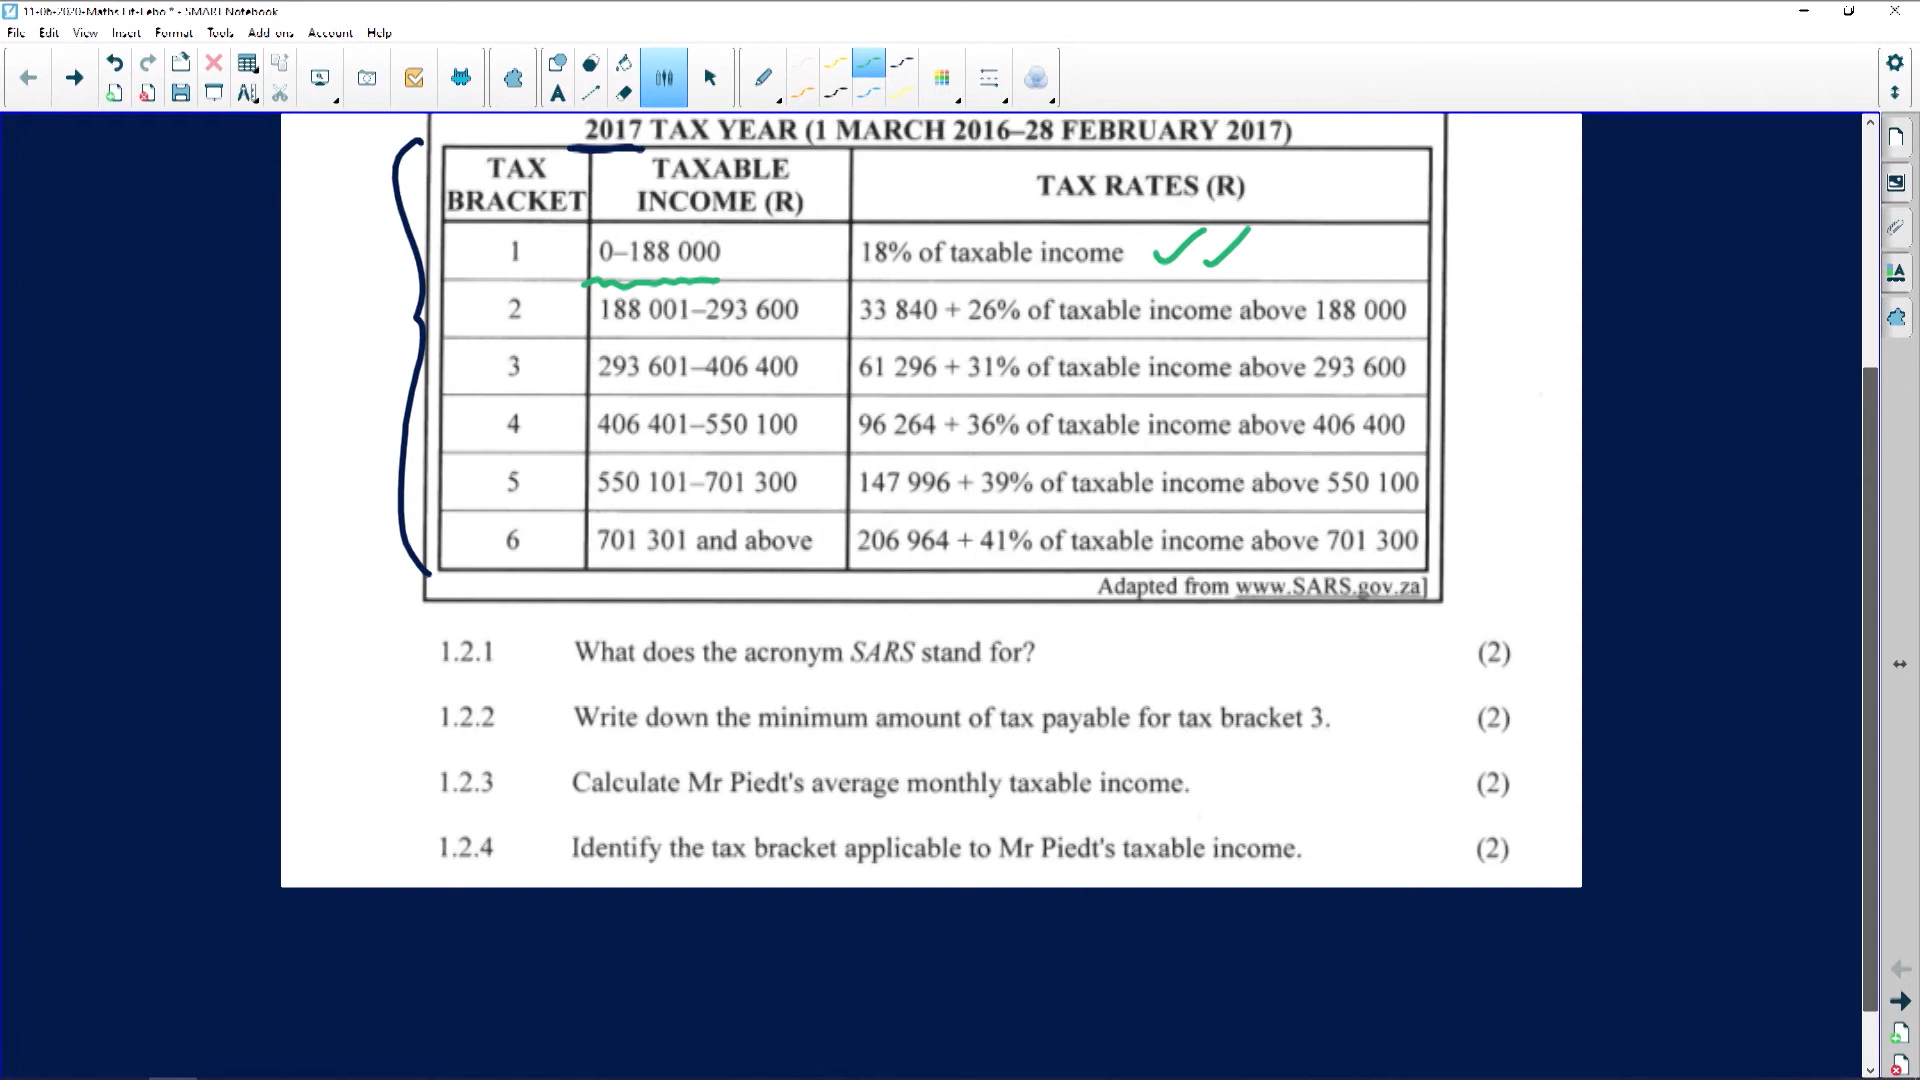 11-06-2020-Maths Lit-Lebo * - SMART Notebook
File Edit View Insert Format Tools Add-ons Account Help
2017 TAX YEAR (1 MARCH 2016–28 FEBRUARY 2017)
TAX BRACKET TAXABLE INCOME (R) TAX RATES (R)
1 0–188 000 18% of taxable income
2 188 001–293 600 33 840 + 26% of taxable income above 188 000
3 293 601–406 400 61 296 + 31% of taxable income above 293 600
4 406 401–550 100 96 264 + 36% of taxable income above 406 400
5 550 101–701 300 147 996 + 39% of taxable income above 550 100
6 701 301 and above 206 964 + 41% of taxable income above 701 300
Adapted from www.SARS.gov.za]
1.2.1 What does the acronym SARS stand for? (2)
1.2.2 Write down the minimum amount of tax payable for tax bracket 3. (2)
1.2.3 Calculate Mr Piedt's average monthly taxable income. (2)
1.2.4 Identify the tax bracket applicable to Mr Piedt's taxable income. (2)